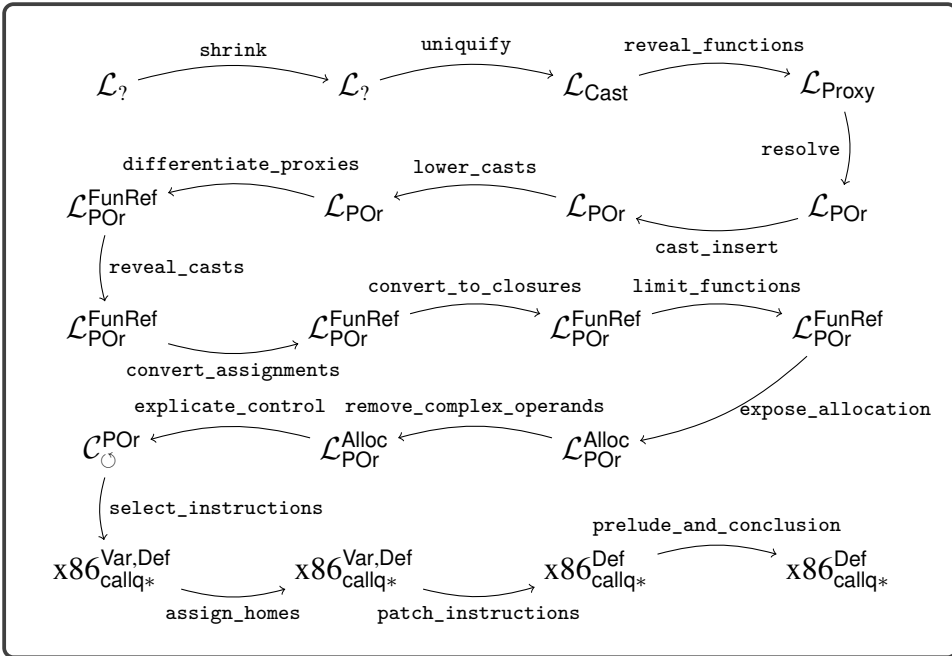 shrink uniquify reveal_functions
ℒ? ℒ? ℒCast ℒProxy
resolve
differentiate_proxies lower_casts
ℒPOr^FunRef ℒPOr ℒPOr ℒPOr
cast_insert
reveal_casts
convert_to_closures limit_functions
ℒPOr^FunRef ℒPOr^FunRef ℒPOr^FunRef ℒPOr^FunRef
convert_assignments
explicate_control remove_complex_operands expose_allocation
𝒞↺^POr ℒPOr^Alloc ℒPOr^Alloc
select_instructions
prelude_and_conclusion
x86callq*^Var,Def x86callq*^Var,Def x86callq*^Def x86callq*^Def
assign_homes patch_instructions